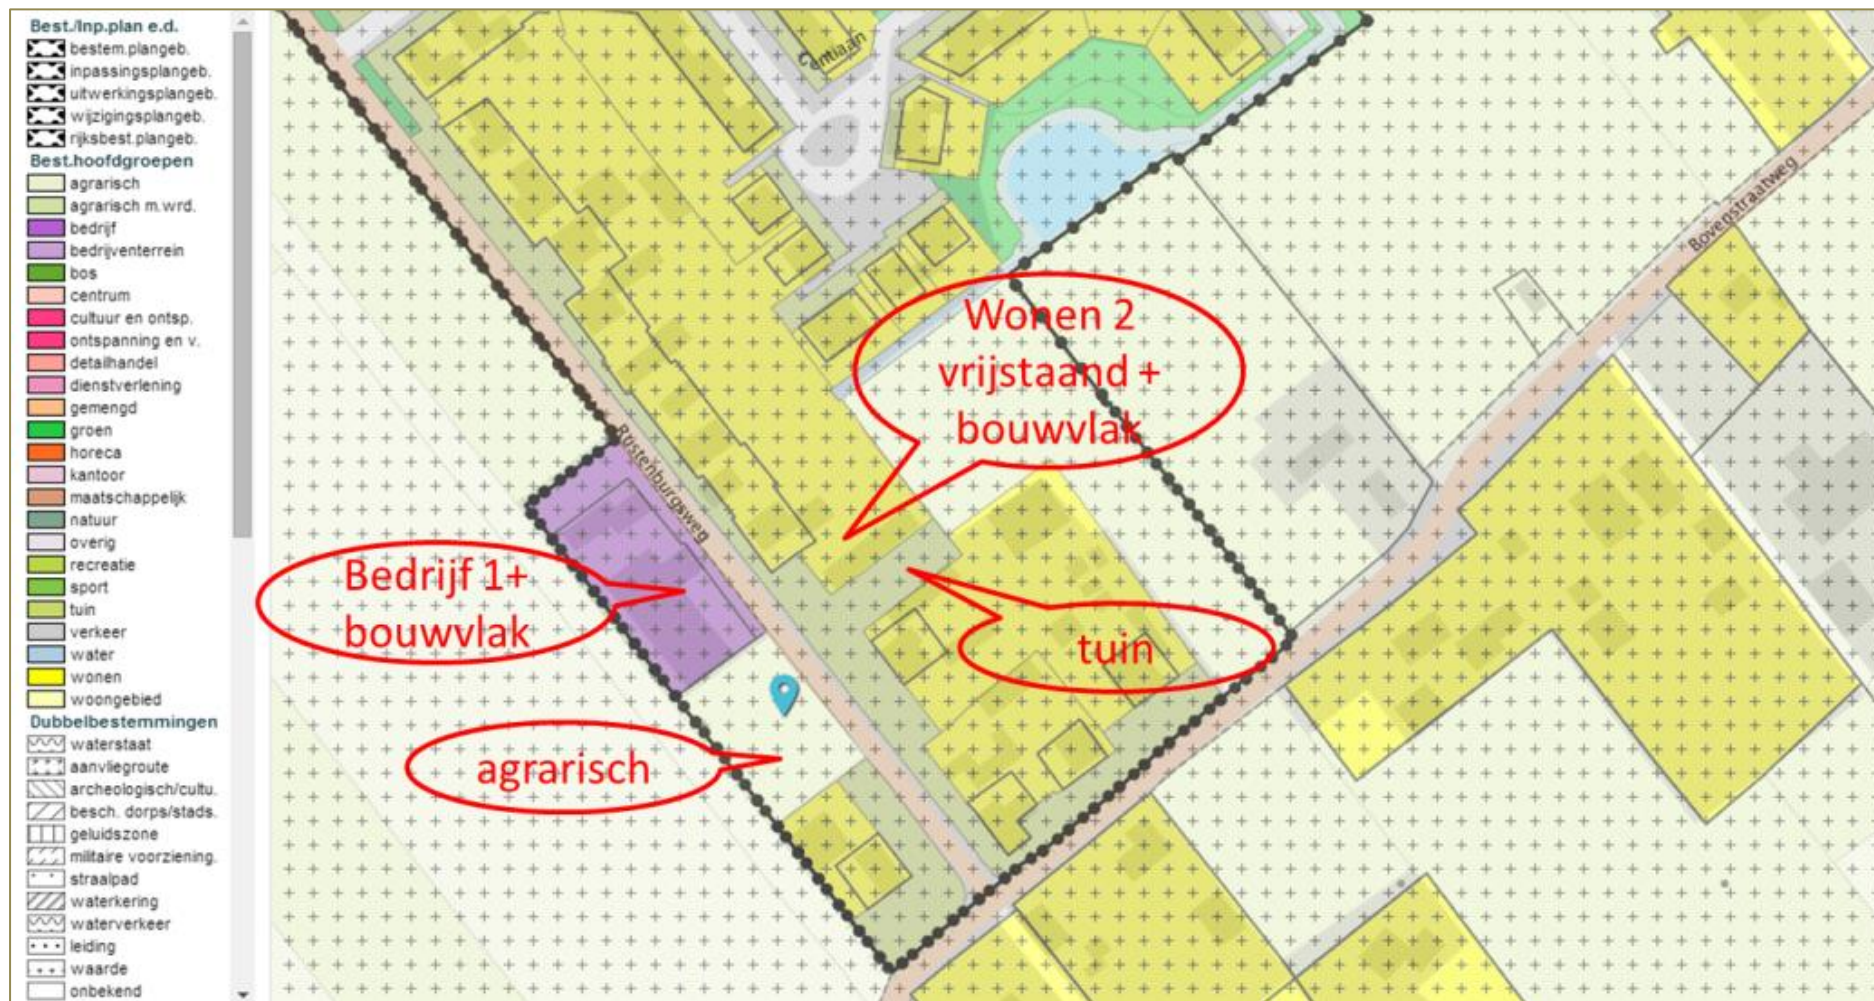 Best./Inp.plan e.d.
bestem.plangeb.
inpassingsplangeb.
uitwerkingsplangeb.
wijzigingsplangeb.
rijksbest.plangeb.
Best.hoofdgroepen
agrarisch
agrarisch m.wrd.
bedrijf
bedrijventerrein
bos
centrum
cultuur en ontsp.
ontspanning en v.
detailhandel
dienstverlening
gemengd
groen
horeca
kantoor
maatschappelijk
natuur
overig
recreatie
sport
tuin
verkeer
water
wonen
woongebied
Dubbelbestemmingen
waterstaat
aanvliegroute
archeologisch/cultu.
besch. dorps/stads.
geluidszone
militaire voorziening.
straalpad
waterkering
waterverkeer
leiding
waarde
onbekend
Gentiaan
Bovenstraatweg
Wonen 2
vrijstaand +
bouwvlak
Rustenburgsweg
Bedrijf 1+
bouwvlak
tuin
agrarisch